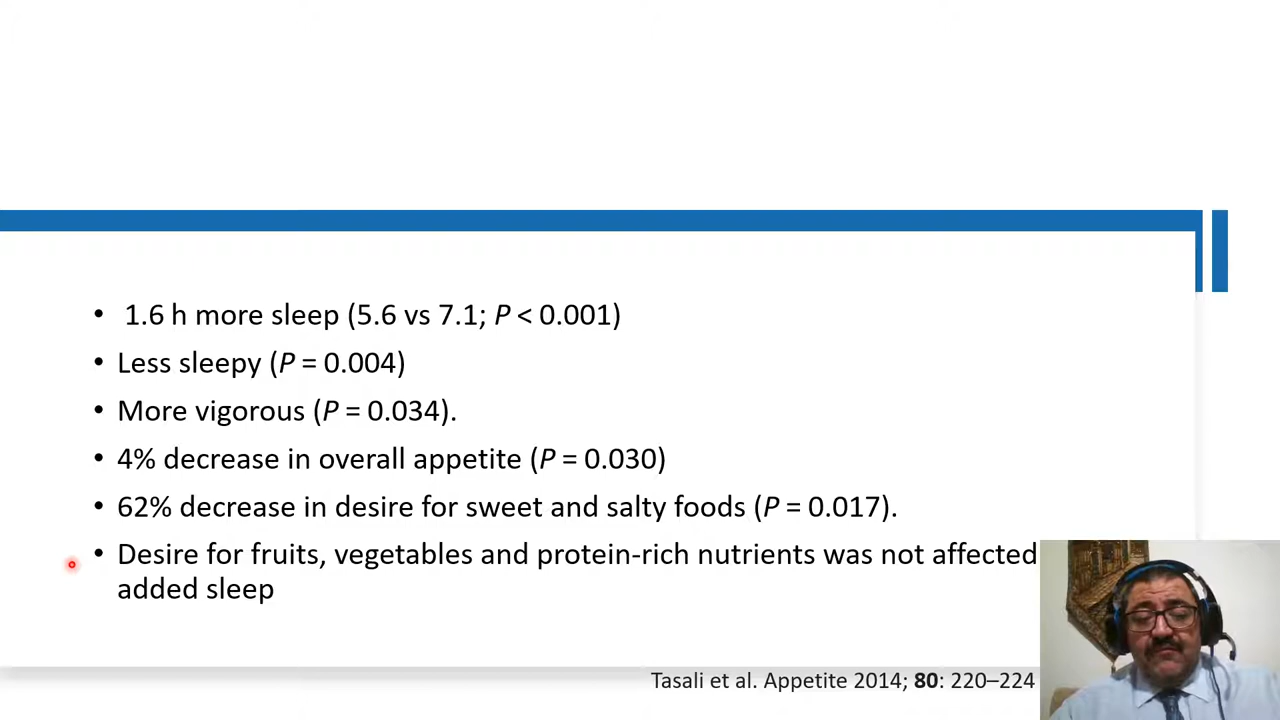 • 1.6 h more sleep (5.6 vs 7.1; P < 0.001)
• Less sleepy (P = 0.004)
• More vigorous (P = 0.034).
• 4% decrease in overall appetite (P = 0.030)
• 62% decrease in desire for sweet and salty foods (P = 0.017).
• Desire for fruits, vegetables and protein-rich nutrients was not affected
added sleep
Tasali et al. Appetite 2014; 80: 220–224